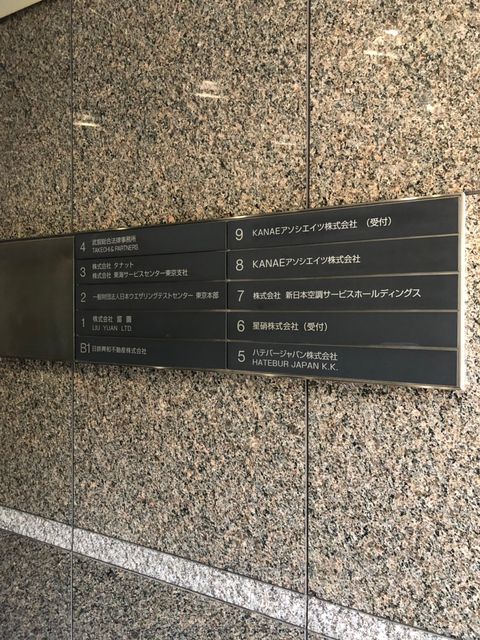 4 武智総合法律事務所
TAKECHI & PARTNERS
3 株式会社 タナット
株式会社 東海サービスセンター東京支社
2 一般財団法人日本ウエザリングテストセンター 東京本部
1 株式会社 留園
LIU YUAN LTD.
B1 日鉄興和不動産株式会社
9 KANAEアソシエイツ株式会社 (受付)
8 KANAEアソシエイツ株式会社
7 株式会社 新日本空調サービスホールディングス
6 星硝株式会社(受付)
5 ハテバージャパン株式会社
HATEBUR JAPAN K.K.